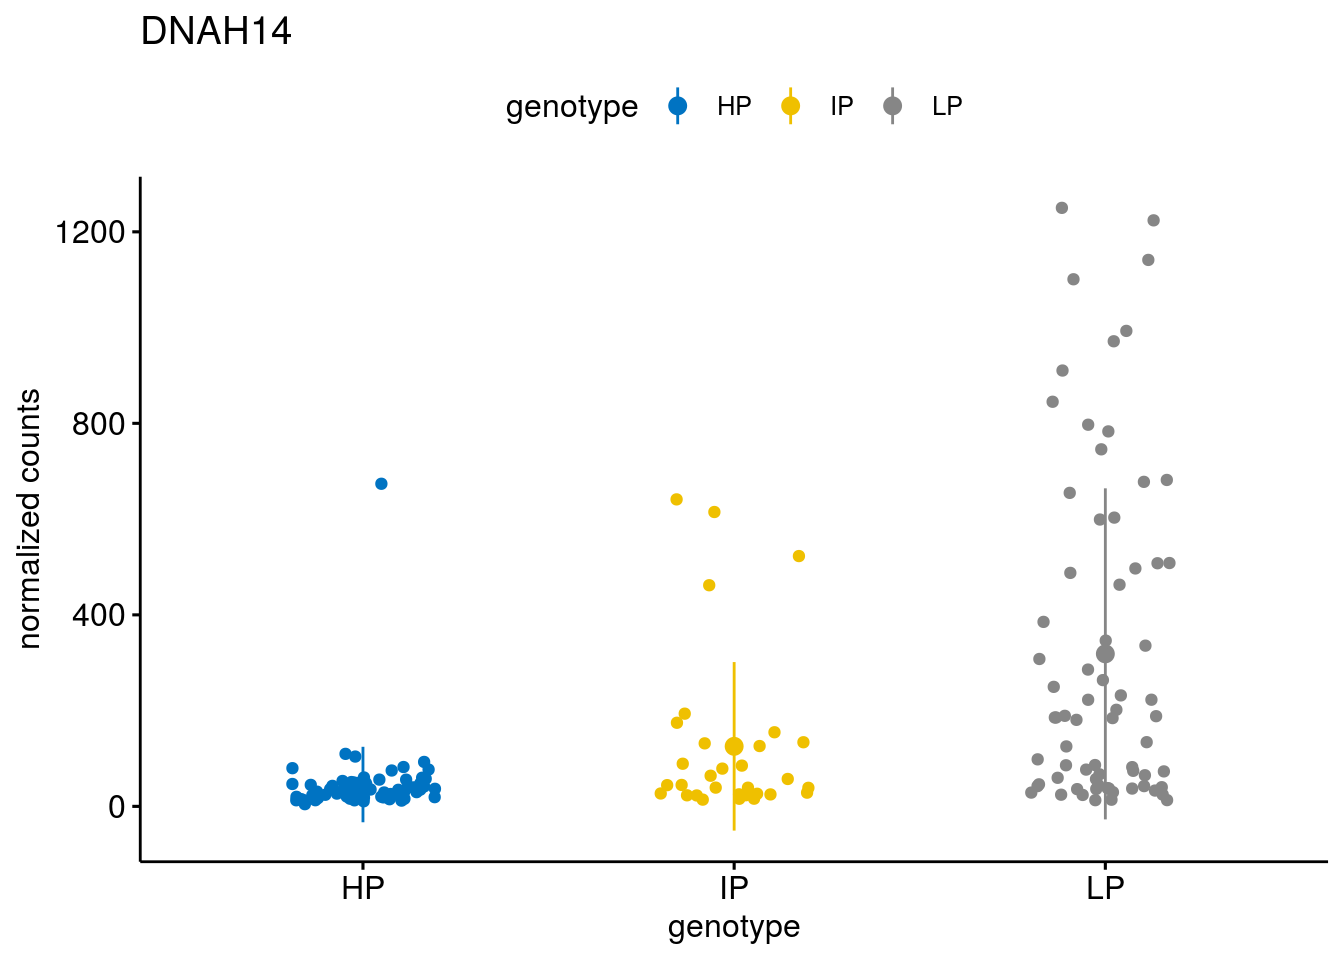 DNAH14
genotype HP IP LP
1200
800
400
0
normalized counts
HP IP LP
genotype